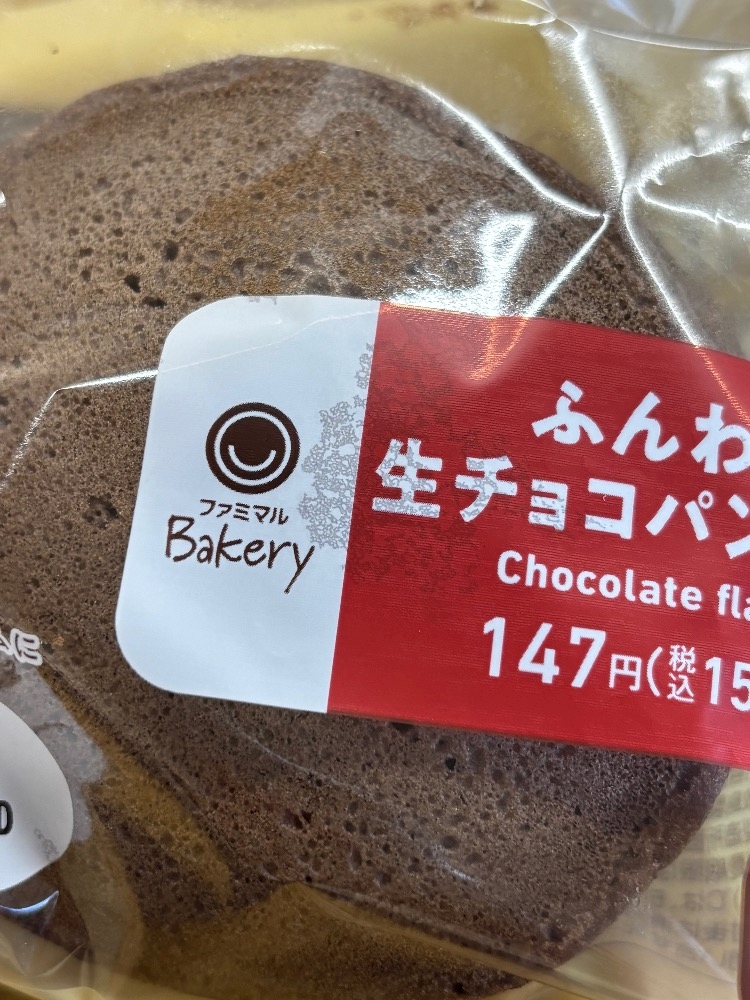 ファミマル
Bakery
ふんわ
生チョコパン
Chocolate fla
147円(税込15